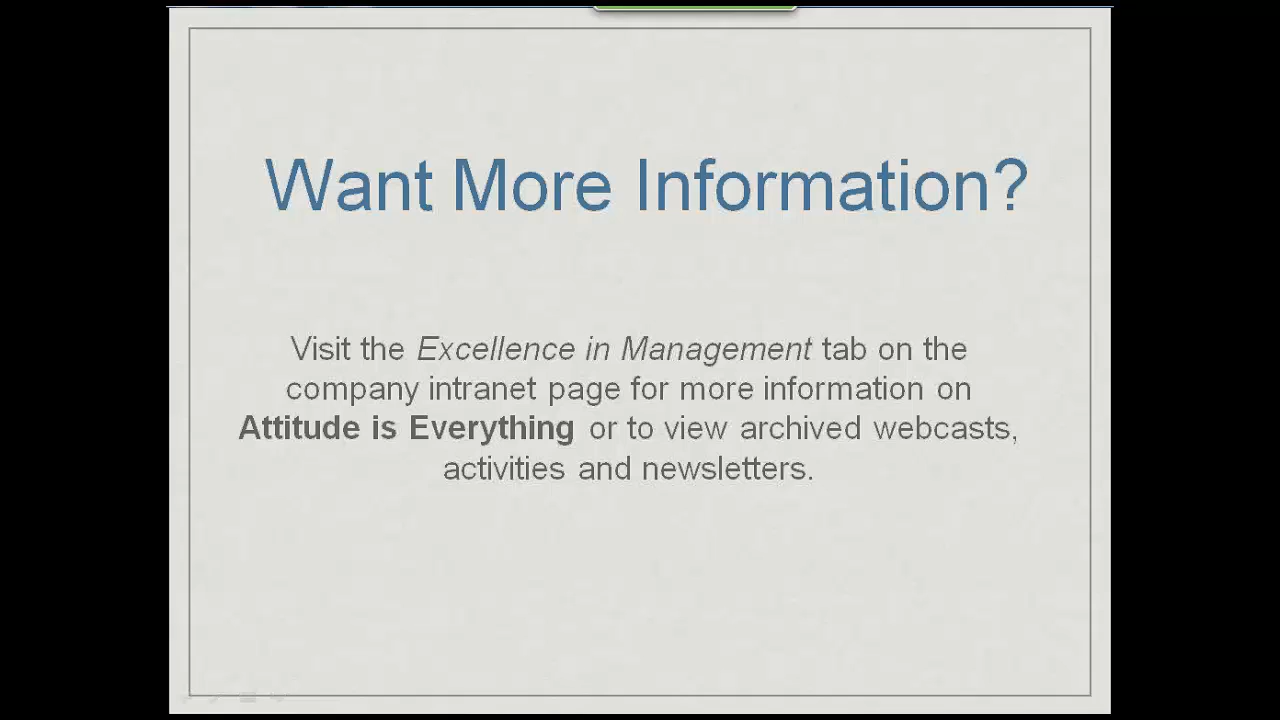 Want More Information?
Visit the Excellence in Management tab on the
company intranet page for more information on
Attitude is Everything or to view archived webcasts,
activities and newsletters.